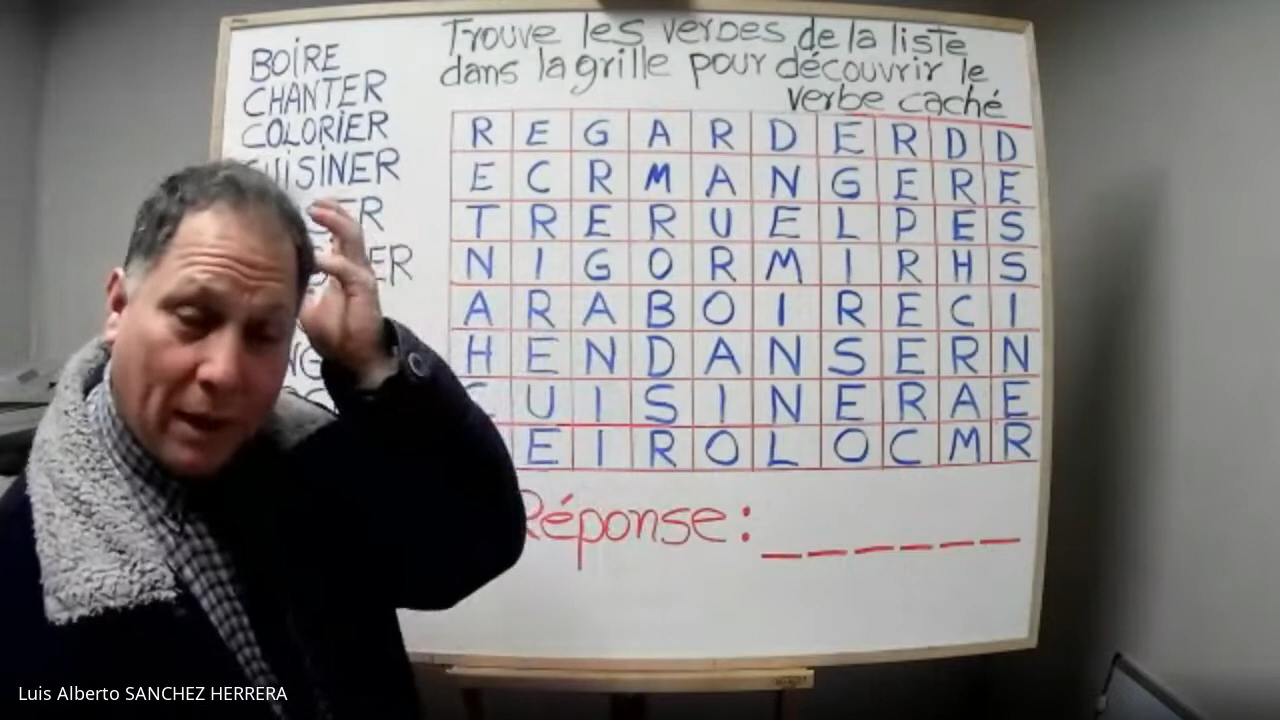 BOIRE
CHANTER
COLORIER
CUISINER
Trouve les verbes de la liste
dans la grille pour découvrir le
verbe caché
R E G A R D E R D D
E C R M A N G E R E
T R E R U E L P E S
N I G O R M I R H S
A R A B O I R E C I
H E N D A N S E R N
C U I S I N E R A E
E I R O L O C M R
Réponse: _ _ _ _ _ _
Luis Alberto SANCHEZ HERRERA